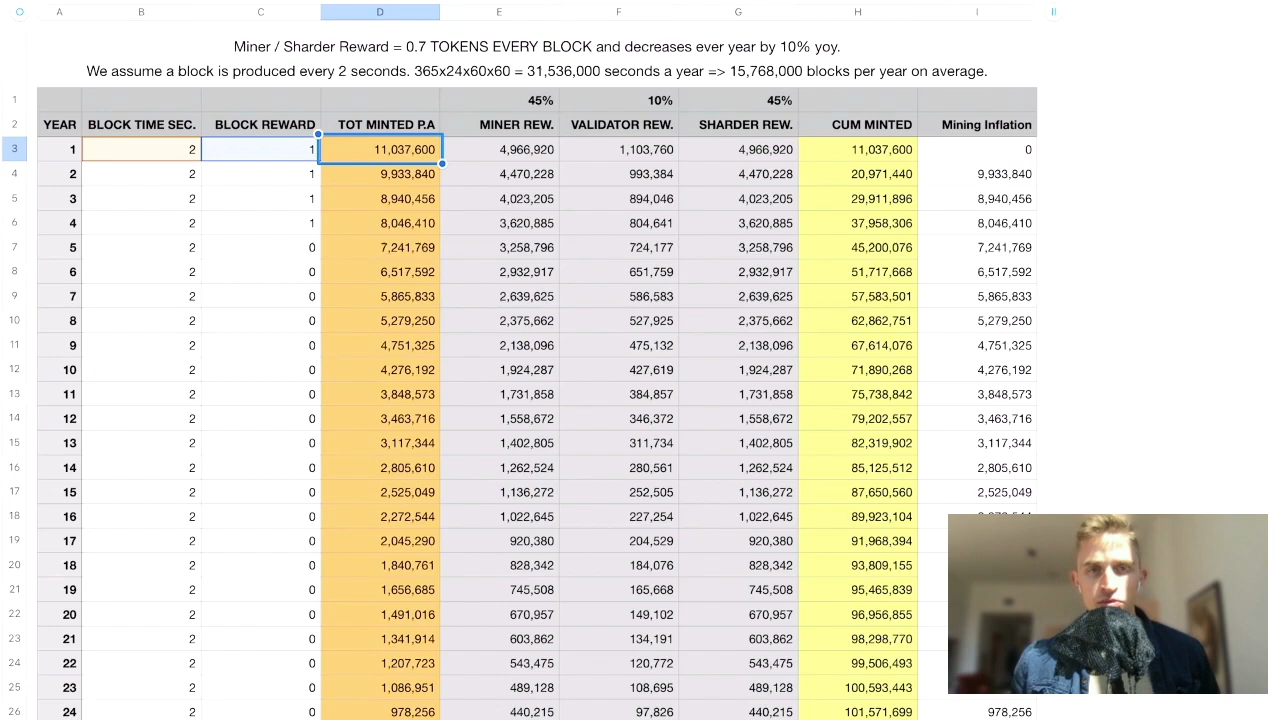 A B C D E F G H I
Miner / Sharder Reward = 0.7 TOKENS EVERY BLOCK and decreases ever year by 10% yoy.
We assume a block is produced every 2 seconds. 365x24x60x60 = 31,536,000 seconds a year => 15,768,000 blocks per year on average.
1 45% 10% 45%
2 YEAR BLOCK TIME SEC. BLOCK REWARD TOT MINTED P.A MINER REW. VALIDATOR REW. SHARDER REW. CUM MINTED Mining Inflation
3 1 2 1 11,037,600 4,966,920 1,103,760 4,966,920 11,037,600 0
4 2 2 1 9,933,840 4,470,228 993,384 4,470,228 20,971,440 9,933,840
5 3 2 1 8,940,456 4,023,205 894,046 4,023,205 29,911,896 8,940,456
6 4 2 1 8,046,410 3,620,885 804,641 3,620,885 37,958,306 8,046,410
7 5 2 0 7,241,769 3,258,796 724,177 3,258,796 45,200,076 7,241,769
8 6 2 0 6,517,592 2,932,917 651,759 2,932,917 51,717,668 6,517,592
9 7 2 0 5,865,833 2,639,625 586,583 2,639,625 57,583,501 5,865,833
10 8 2 0 5,279,250 2,375,662 527,925 2,375,662 62,862,751 5,279,250
11 9 2 0 4,751,325 2,138,096 475,132 2,138,096 67,614,076 4,751,325
12 10 2 0 4,276,192 1,924,287 427,619 1,924,287 71,890,268 4,276,192
13 11 2 0 3,848,573 1,731,858 384,857 1,731,858 75,738,842 3,848,573
14 12 2 0 3,463,716 1,558,672 346,372 1,558,672 79,202,557 3,463,716
15 13 2 0 3,117,344 1,402,805 311,734 1,402,805 82,319,902 3,117,344
16 14 2 0 2,805,610 1,262,524 280,561 1,262,524 85,125,512 2,805,610
17 15 2 0 2,525,049 1,136,272 252,505 1,136,272 87,650,560 2,525,049
18 16 2 0 2,272,544 1,022,645 227,254 1,022,645 89,923,104
19 17 2 0 2,045,290 920,380 204,529 920,380 91,968,394
20 18 2 0 1,840,761 828,342 184,076 828,342 93,809,155
21 19 2 0 1,656,685 745,508 165,668 745,508 95,465,839
22 20 2 0 1,491,016 670,957 149,102 670,957 96,956,855
23 21 2 0 1,341,914 603,862 134,191 603,862 98,298,770
24 22 2 0 1,207,723 543,475 120,772 543,475 99,506,493
25 23 2 0 1,086,951 489,128 108,695 489,128 100,593,443
26 24 2 0 978,256 440,215 97,826 440,215 101,571,699 978,256